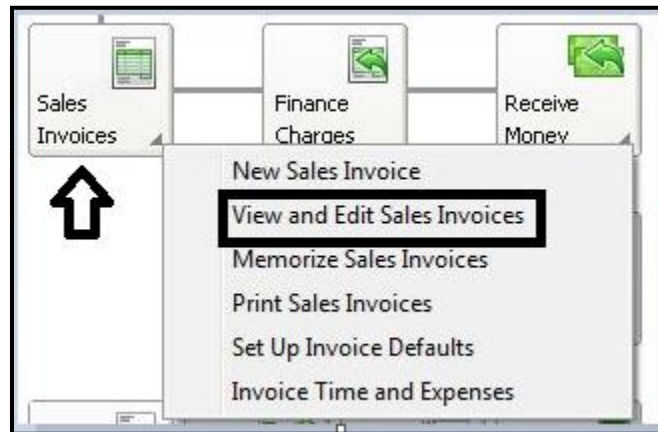 Sales
Invoices
Finance
Charges
Receive
Money
New Sales Invoice
View and Edit Sales Invoices
Memorize Sales Invoices
Print Sales Invoices
Set Up Invoice Defaults
Invoice Time and Expenses